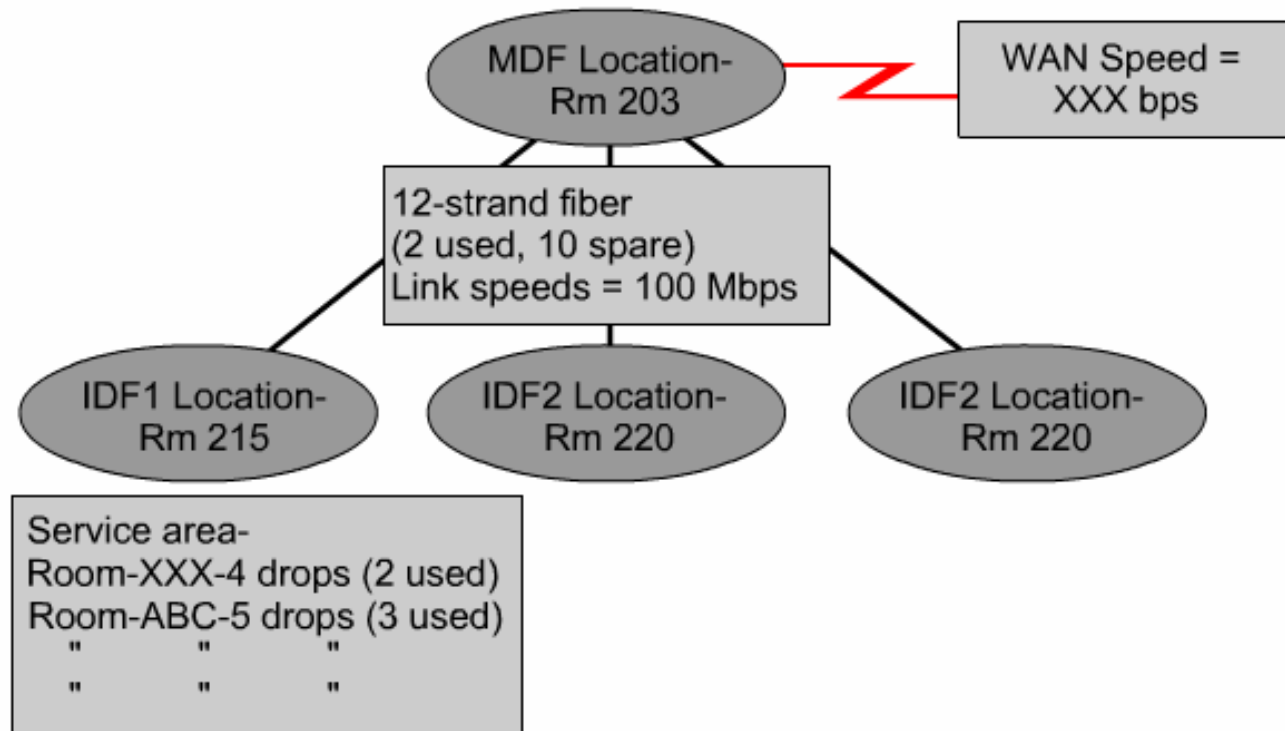 MDF Location-
Rm 203
WAN Speed =
XXX bps
12-strand fiber
(2 used, 10 spare)
Link speeds = 100 Mbps
IDF1 Location-
Rm 215
IDF2 Location-
Rm 220
IDF2 Location-
Rm 220
Service area-
Room-XXX-4 drops (2 used)
Room-ABC-5 drops (3 used)
" " "
" " "